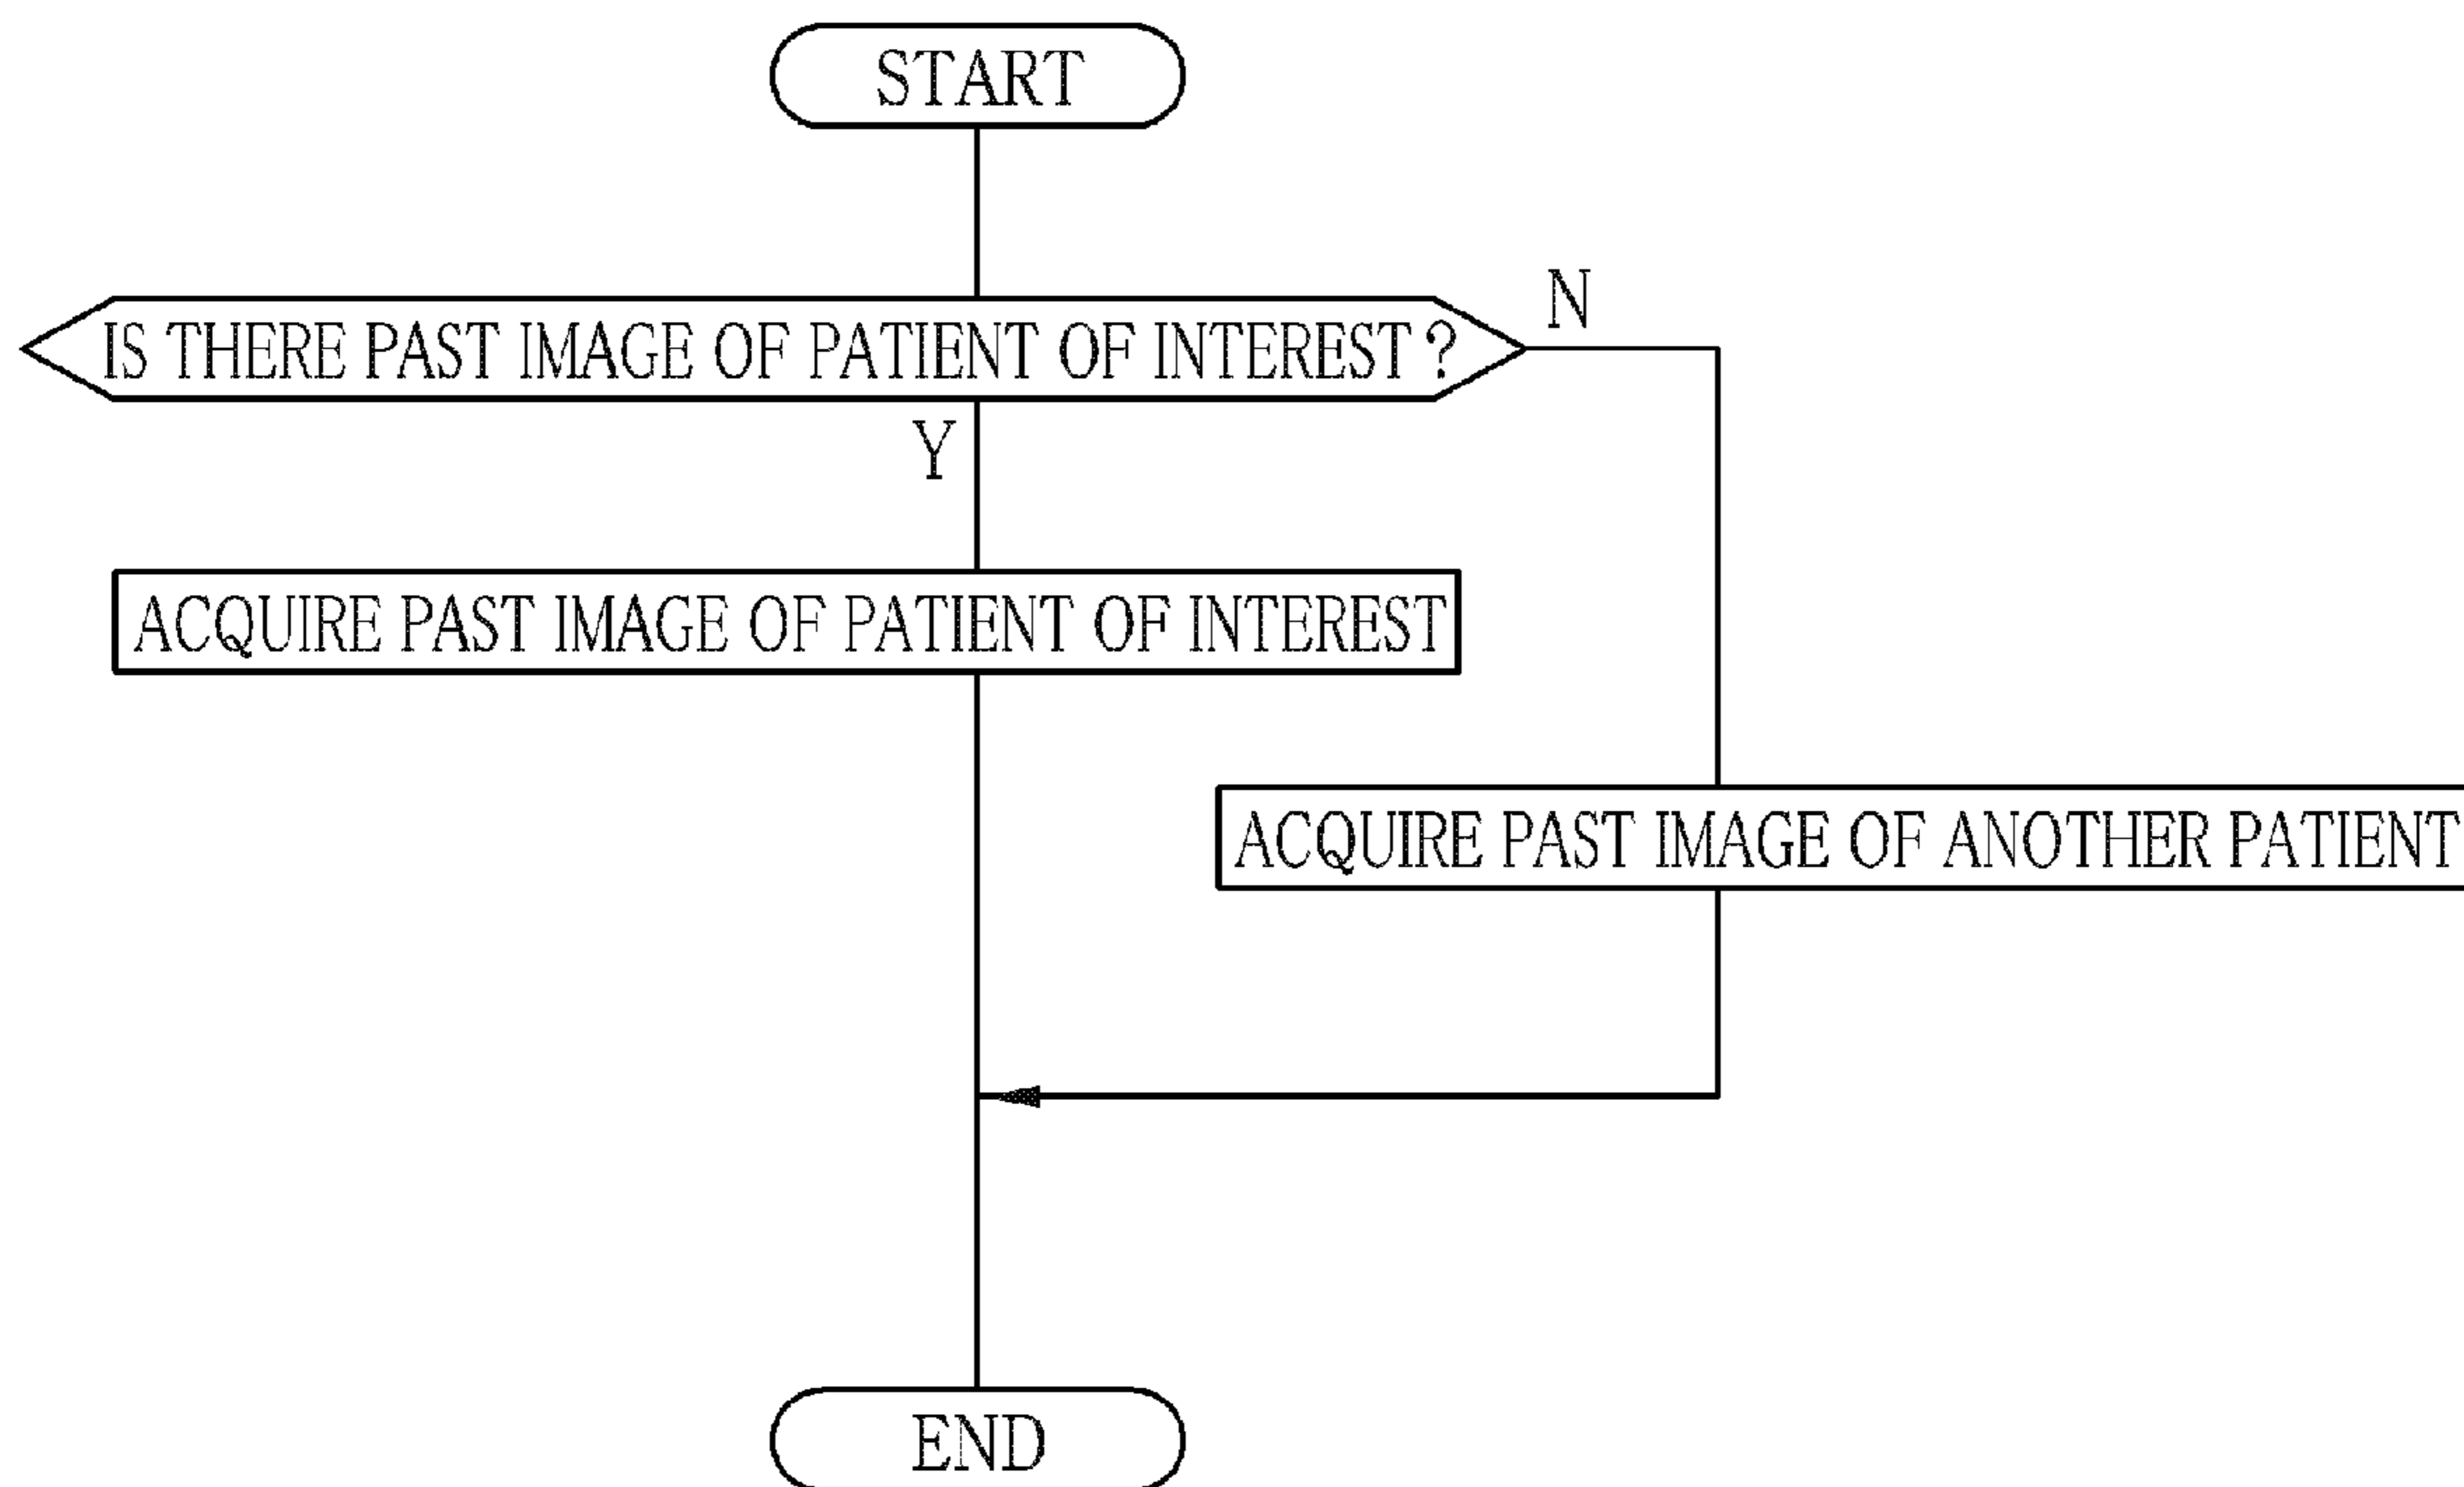 START
IS THERE PAST IMAGE OF PATIENT OF INTEREST ?
N
Y
ACQUIRE PAST IMAGE OF PATIENT OF INTEREST
ACQUIRE PAST IMAGE OF ANOTHER PATIENT
END